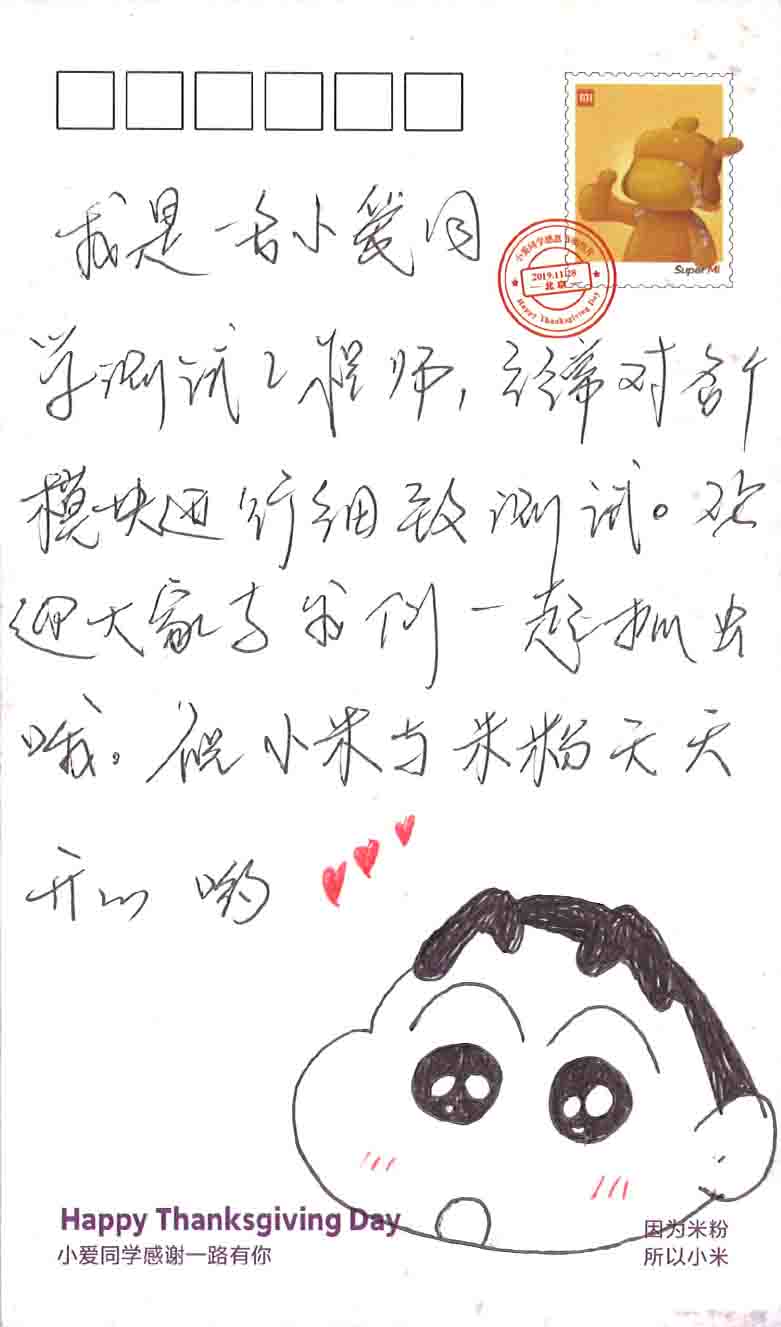 Super MI
小爱同学感恩节明信片
2019.11.28
北京
Happy Thanksgiving Day
我是一名小爱同
学测试工程师，经常对各个
模块进行细致测试。欢
迎大家与我们一起抓虫
哦。祝小米与米粉天天
开心哟
Happy Thanksgiving Day
小爱同学感谢一路有你
因为米粉
所以小米